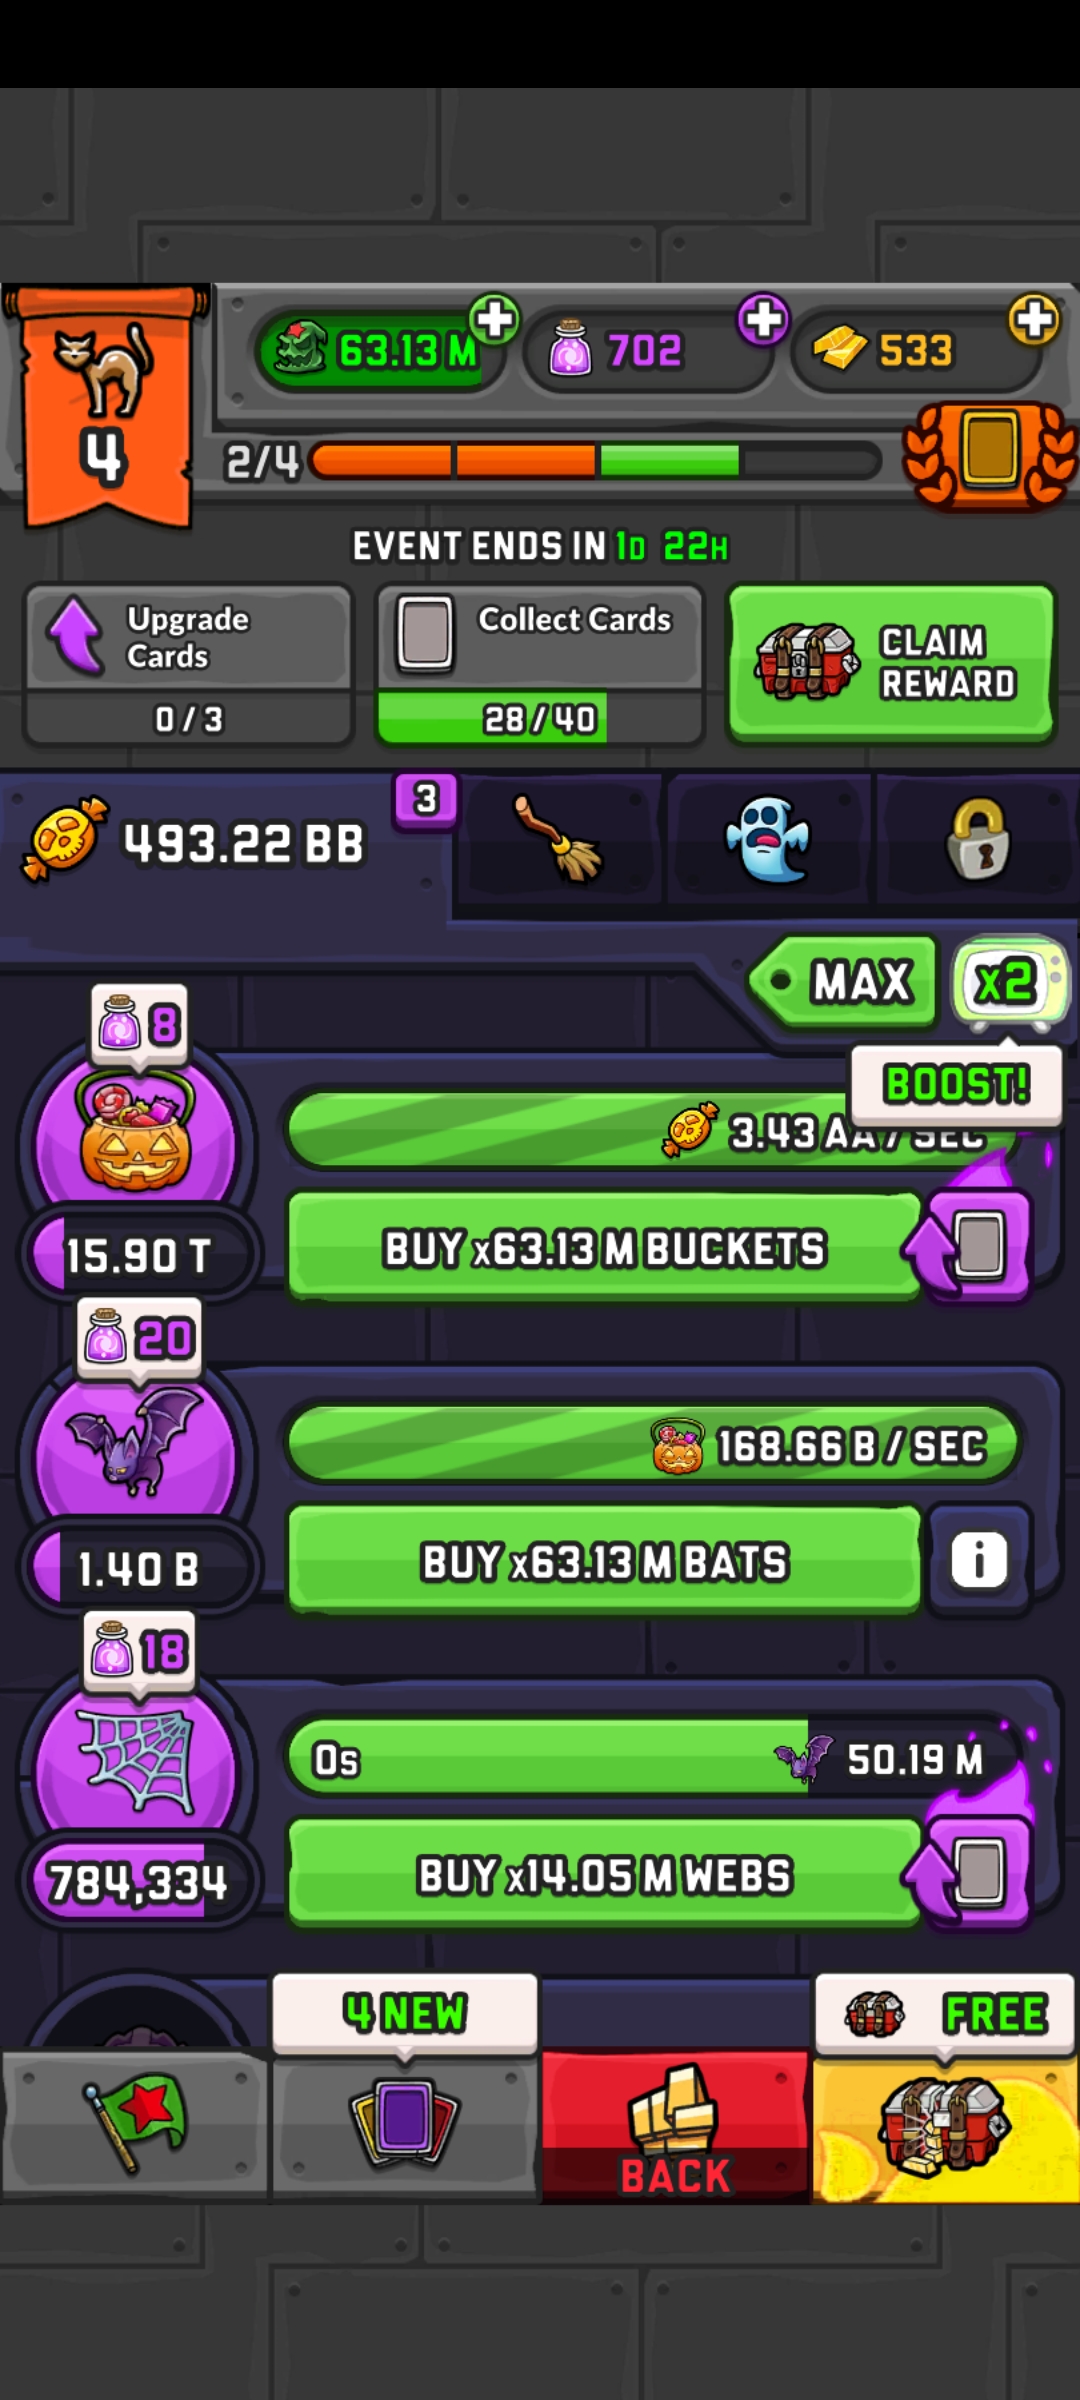 63.13 M
702
533
4
2/4
EVENT ENDS IN 1D 22H
Upgrade
Cards
0 / 3
Collect Cards
28 / 40
CLAIM
REWARD
493.22 BB
3
MAX
x2
BOOST!
8
3.43 AA / SEC
15.90 T
BUY x63.13 M BUCKETS
20
168.66 B / SEC
1.40 B
BUY x63.13 M BATS
i
18
0s
50.19 M
784,334
BUY x14.05 M WEBS
4 NEW
FREE
BACK